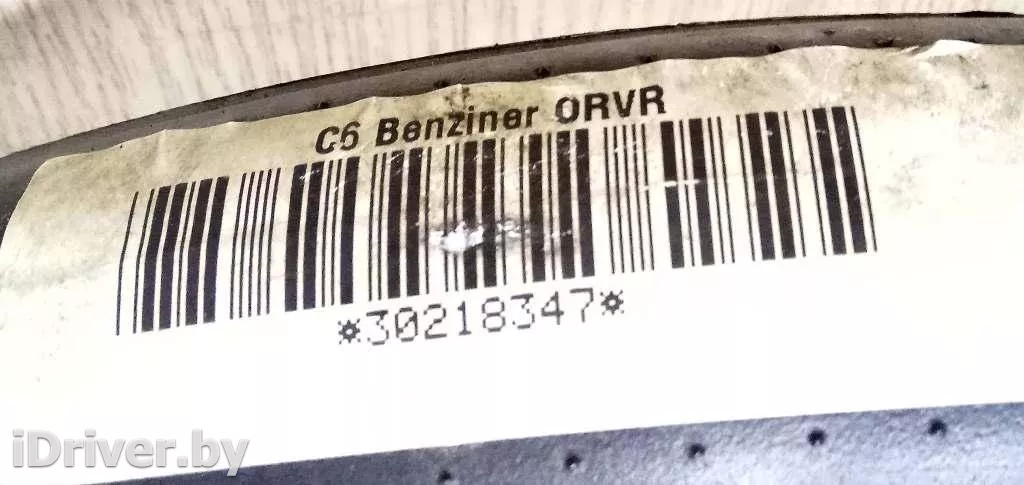 C6 Benziner ORVR
*30218347*
iDriver.by